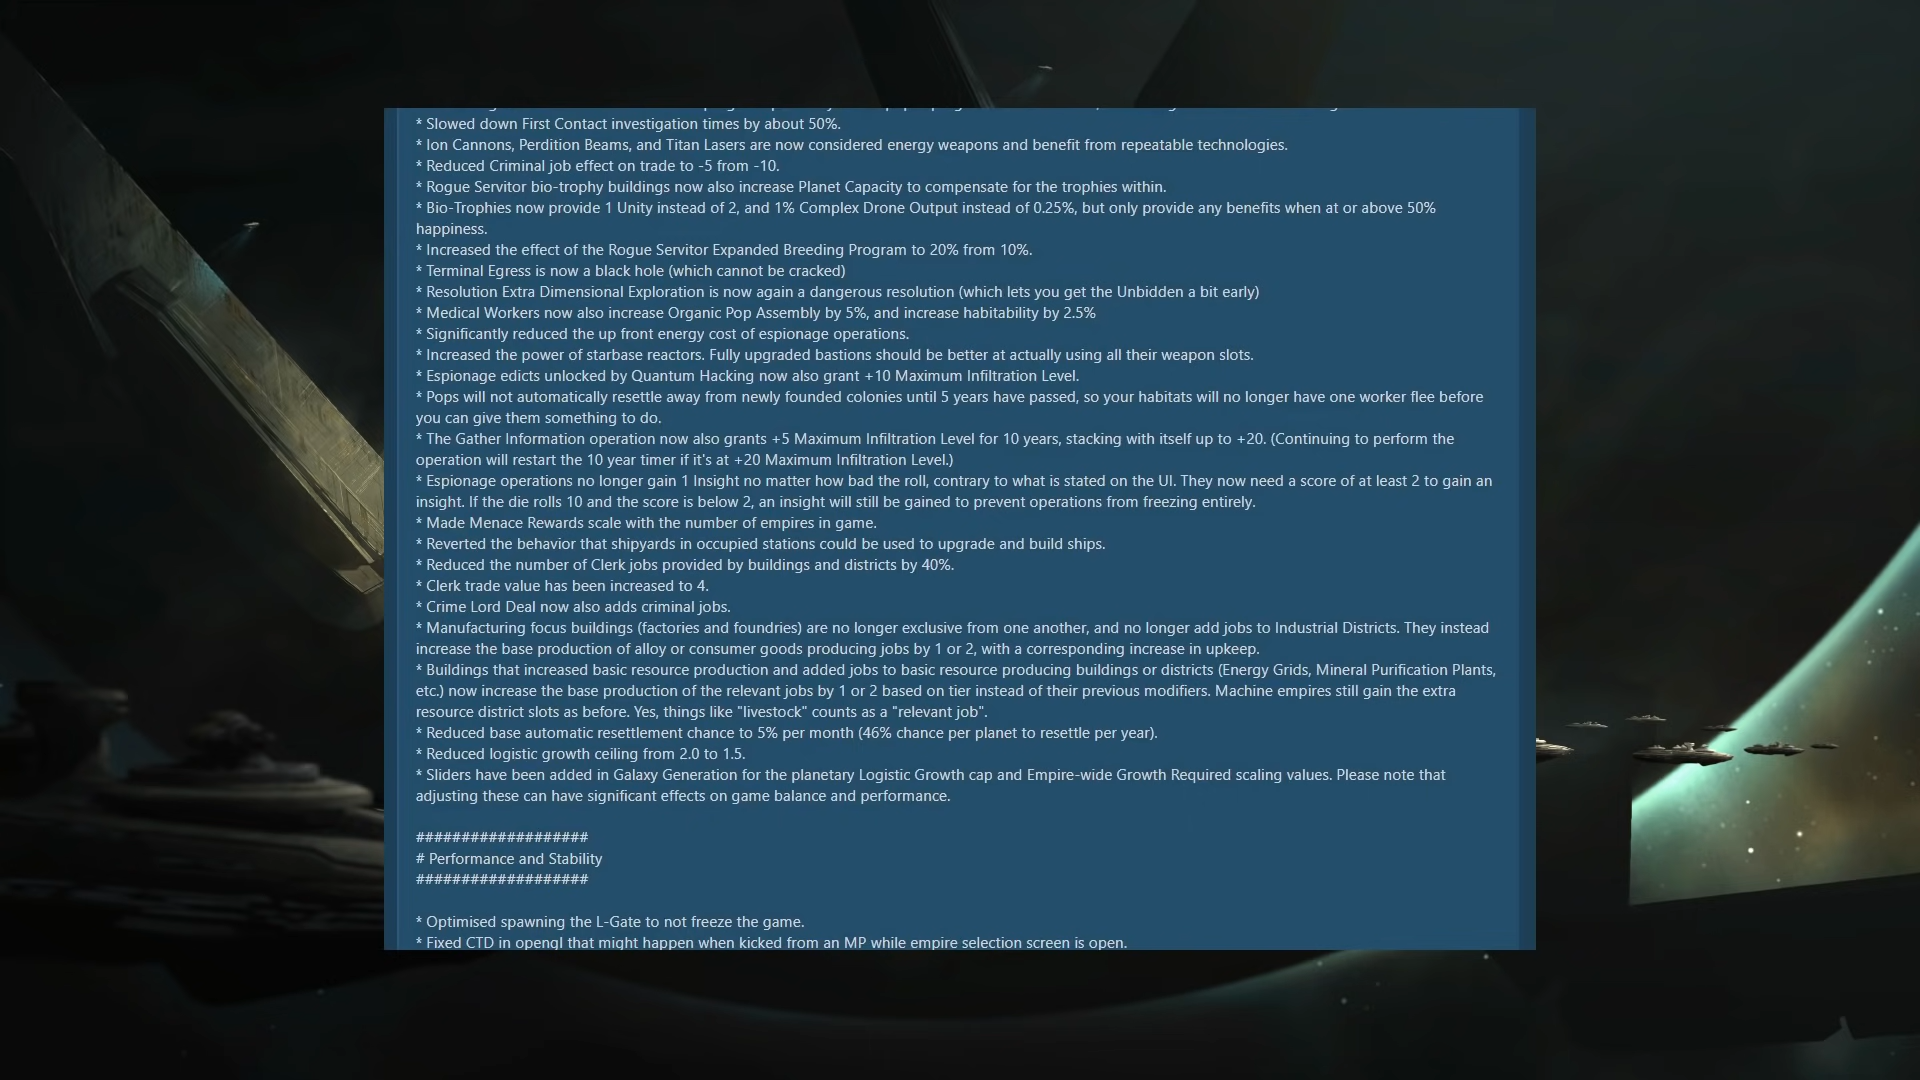 * Slowed down First Contact investigation times by about 50%.
* Ion Cannons, Perdition Beams, and Titan Lasers are now considered energy weapons and benefit from repeatable technologies.
* Reduced Criminal job effect on trade to -5 from -10.
* Rogue Servitor bio-trophy buildings now also increase Planet Capacity to compensate for the trophies within.
* Bio-Trophies now provide 1 Unity instead of 2, and 1% Complex Drone Output instead of 0.25%, but only provide any benefits when at or above 50%
happiness.
* Increased the effect of the Rogue Servitor Expanded Breeding Program to 20% from 10%.
* Terminal Egress is now a black hole (which cannot be cracked)
* Resolution Extra Dimensional Exploration is now again a dangerous resolution (which lets you get the Unbidden a bit early)
* Medical Workers now also increase Organic Pop Assembly by 5%, and increase habitability by 2.5%
* Significantly reduced the up front energy cost of espionage operations.
* Increased the power of starbase reactors. Fully upgraded bastions should be better at actually using all their weapon slots.
* Espionage edicts unlocked by Quantum Hacking now also grant +10 Maximum Infiltration Level.
* Pops will not automatically resettle away from newly founded colonies until 5 years have passed, so your habitats will no longer have one worker flee before
you can give them something to do.
* The Gather Information operation now also grants +5 Maximum Infiltration Level for 10 years, stacking with itself up to +20. (Continuing to perform the
operation will restart the 10 year timer if it's at +20 Maximum Infiltration Level.)
* Espionage operations no longer gain 1 Insight no matter how bad the roll, contrary to what is stated on the UI. They now need a score of at least 2 to gain an
insight. If the die rolls 10 and the score is below 2, an insight will still be gained to prevent operations from freezing entirely.
* Made Menace Rewards scale with the number of empires in game.
* Reverted the behavior that shipyards in occupied stations could be used to upgrade and build ships.
* Reduced the number of Clerk jobs provided by buildings and districts by 40%.
* Clerk trade value has been increased to 4.
* Crime Lord Deal now also adds criminal jobs.
* Manufacturing focus buildings (factories and foundries) are no longer exclusive from one another, and no longer add jobs to Industrial Districts. They instead
increase the base production of alloy or consumer goods producing jobs by 1 or 2, with a corresponding increase in upkeep.
* Buildings that increased basic resource production and added jobs to basic resource producing buildings or districts (Energy Grids, Mineral Purification Plants,
etc.) now increase the base production of the relevant jobs by 1 or 2 based on tier instead of their previous modifiers. Machine empires still gain the extra
resource district slots as before. Yes, things like "livestock" counts as a "relevant job".
* Reduced base automatic resettlement chance to 5% per month (46% chance per planet to resettle per year).
* Reduced logistic growth ceiling from 2.0 to 1.5.
* Sliders have been added in Galaxy Generation for the planetary Logistic Growth cap and Empire-wide Growth Required scaling values. Please note that
adjusting these can have significant effects on game balance and performance.
###################
# Performance and Stability
###################
* Optimised spawning the L-Gate to not freeze the game.
* Fixed CTD in opengl that might happen when kicked from an MP while empire selection screen is open.